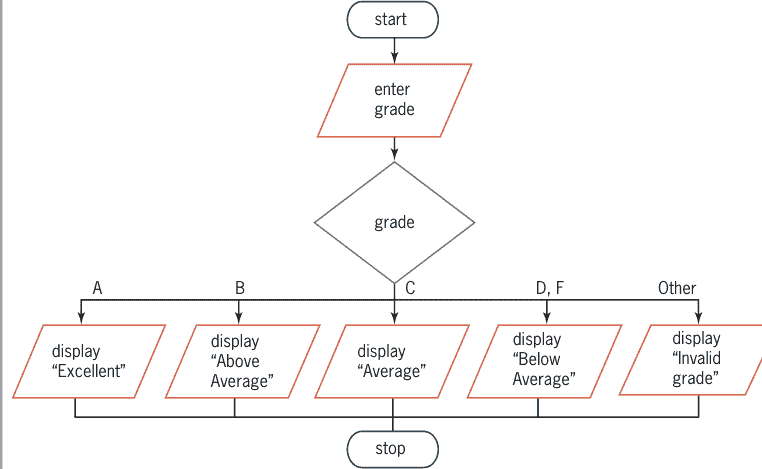 start
enter
grade
grade
A
B
C
D, F
Other
display
“Excellent”
display
“Above
Average”
display
“Average”
display
“Below
Average”
display
“Invalid
grade”
stop